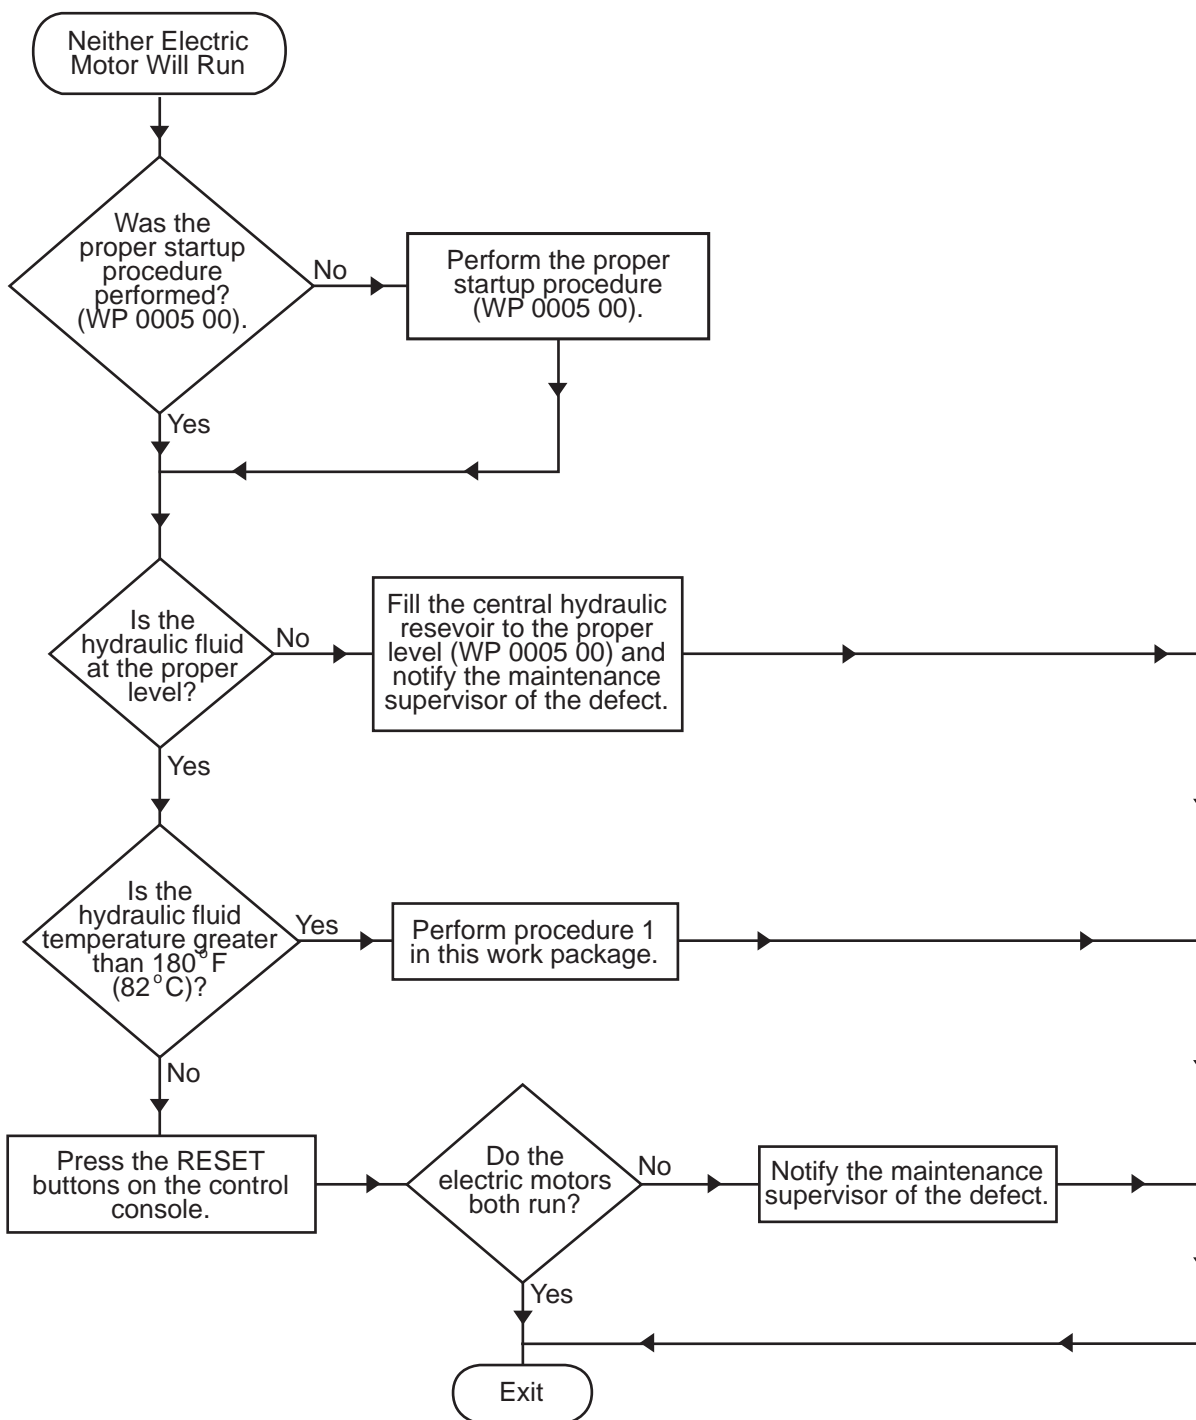 Neither Electric
Motor Will Run
Was the
proper startup
procedure
performed?
(WP 0005 00).
No
Perform the proper
startup procedure
(WP 0005 00).
Yes
Is the
hydraulic fluid
at the proper
level?
No
Fill the central hydraulic
resevoir to the proper
level (WP 0005 00) and
notify the maintenance
supervisor of the defect.
Yes
Is the
hydraulic fluid
temperature greater
than 180°F
(82°C)?
Yes
Perform procedure 1
in this work package.
No
Press the RESET
buttons on the control
console.
Do the
electric motors
both run?
No
Notify the maintenance
supervisor of the defect.
Yes
Exit